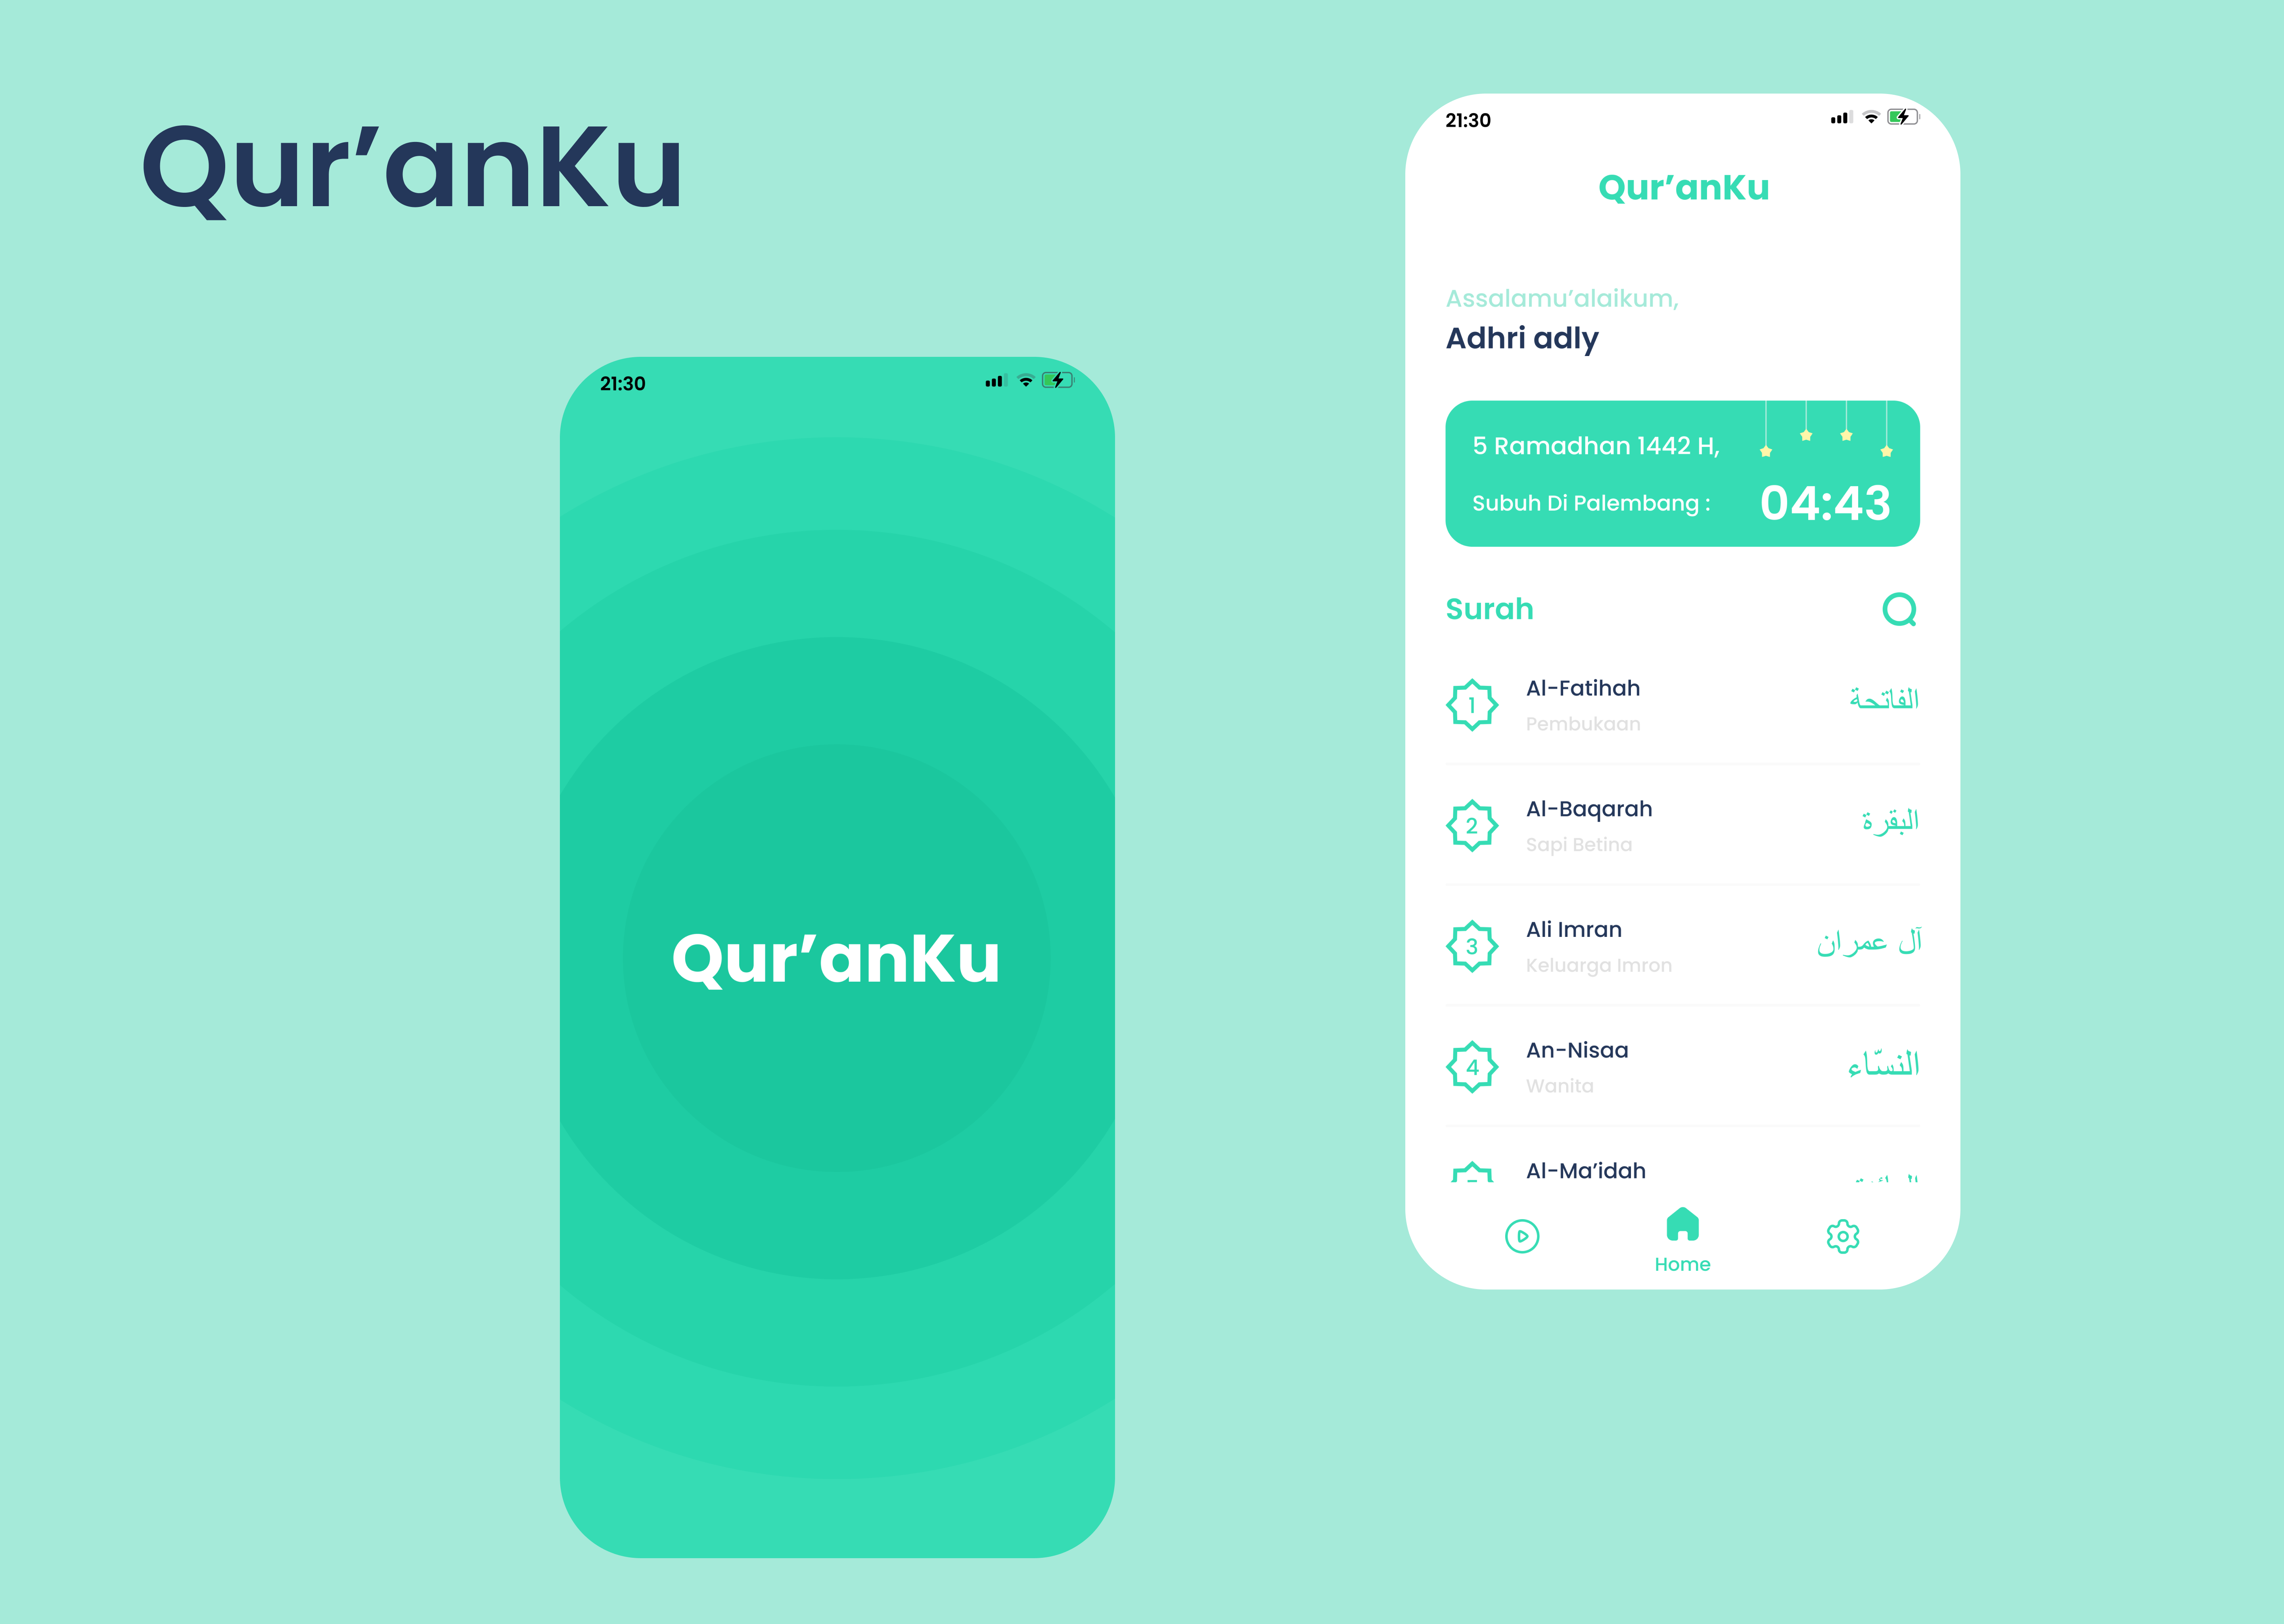 Qur’anKu
21:30
Qur’anKu
21:30
Qur’anKu
Assalamu’alaikum,
Adhri adly
5 Ramadhan 1442 H,
Subuh Di Palembang : 04:43
Surah
1 Al-Fatihah الفاتحة
Pembukaan
2 Al-Baqarah البقرة
Sapi Betina
3 Ali Imran آل عمران
Keluarga Imron
4 An-Nisaa النسّاء
Wanita
Al-Ma’idah
Home